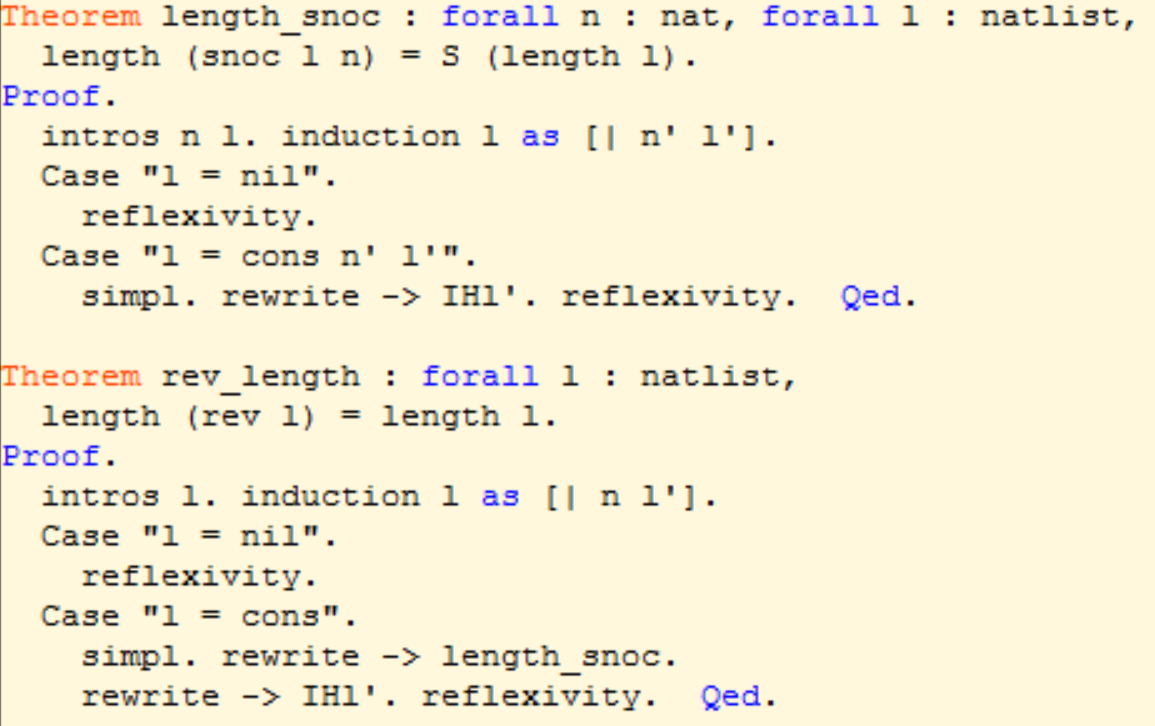 Theorem length_snoc : forall n : nat, forall l : natlist,
  length (snoc l n) = S (length l).
Proof.
  intros n l. induction l as [| n' l'].
  Case "l = nil".
    reflexivity.
  Case "l = cons n' l'".
    simpl. rewrite -> IHl'. reflexivity.  Qed.

Theorem rev_length : forall l : natlist,
  length (rev l) = length l.
Proof.
  intros l. induction l as [| n l'].
  Case "l = nil".
    reflexivity.
  Case "l = cons".
    simpl. rewrite -> length_snoc.
    rewrite -> IHl'. reflexivity.  Qed.